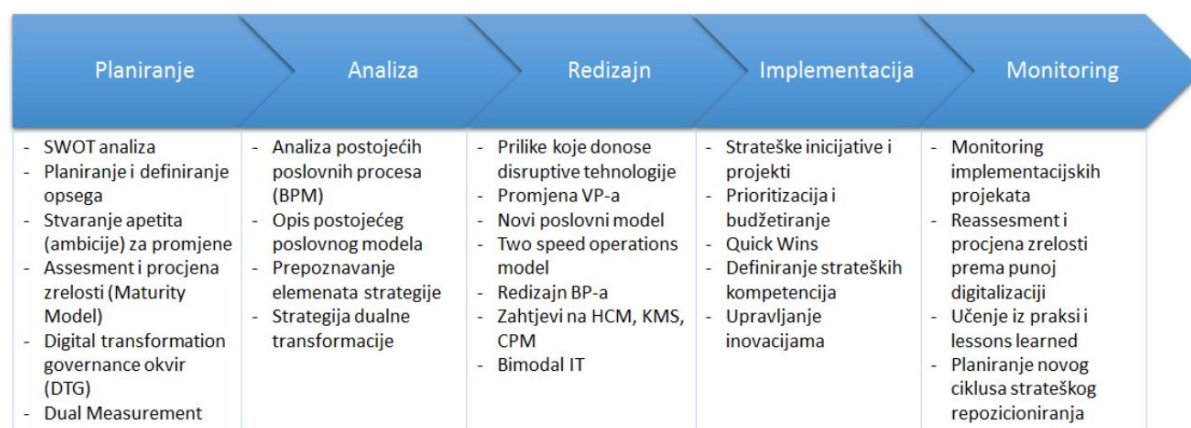 Planiranje
Analiza
Redizajn
Implementacija
Monitoring
- SWOT analiza
- Planiranje i definiranje
opsega
- Stvaranje apetita
(ambicije) za promjene
- Assesment i procjena
zrelosti (Maturity
Model)
- Digital transformation
governance okvir
(DTG)
- Dual Measurement
- Analiza postojećih
poslovnih procesa
(BPM)
- Opis postojećeg
poslovnog modela
- Prepoznavanje
elemenata strategije
- Strategija dualne
transformacije
- Prilike koje donose
disruptive tehnologije
- Promjena VP-a
- Novi poslovni model
- Two speed operations
model
- Redizajn BP-a
- Zahtjevi na HCM, KMS,
CPM
- Bimodal IT
- Strateške inicijative i
projekti
- Prioritizacija i
budžetiranje
- Quick Wins
- Definiranje strateških
kompetencija
- Upravljanje
inovacijama
- Monitoring
implementacijskih
projekata
- Reassesment i
procjena zrelosti
prema punoj
digitalizaciji
- Učenje iz praksi i
lessons learned
- Planiranje novog
ciklusa strateškog
repozicioniranja